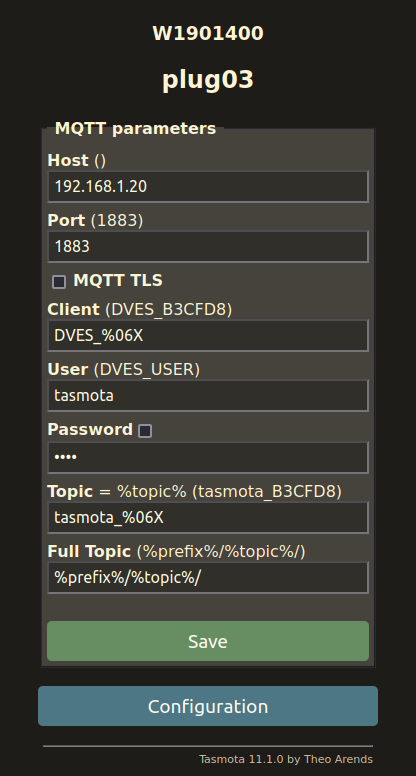 W1901400
plug03
MQTT parameters
Host ()
192.168.1.20
Port (1883)
1883
MQTT TLS
Client (DVES_B3CFD8)
DVES_%06X
User (DVES_USER)
tasmota
Password
••••
Topic = %topic% (tasmota_B3CFD8)
tasmota_%06X
Full Topic (%prefix%/%topic%/)
%prefix%/%topic%/
Save
Configuration
Tasmota 11.1.0 by Theo Arends